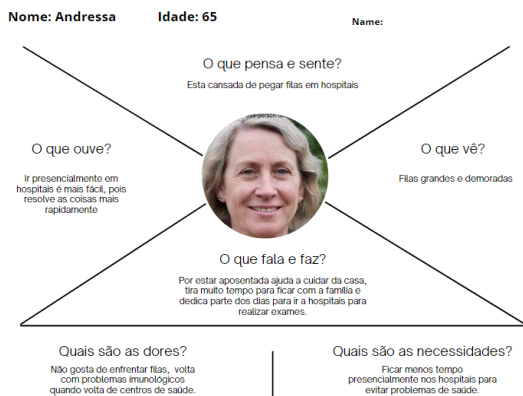 Nome: Andressa
Idade: 65
Name:
O que pensa e sente?
Esta cansada de pegar filas em hospitais
O que ouve?
Ir presencialmente em
hospitais é mais fácil, pois
resolve as coisas mais
rapidamente
O que vê?
Filas grandes e demoradas
O que fala e faz?
Por estar aposentada ajuda a cuidar da casa,
tira muito tempo para ficar com a família e
dedica parte dos dias para ir a hospitais para
realizar exames.
Quais são as dores?
Não gosta de enfrentar filas, volta
com problemas imunológicos
quando volta de centros de saúde.
Quais são as necessidades?
Ficar menos tempo
presencialmente nos hospitais para
evitar problemas de saúde.